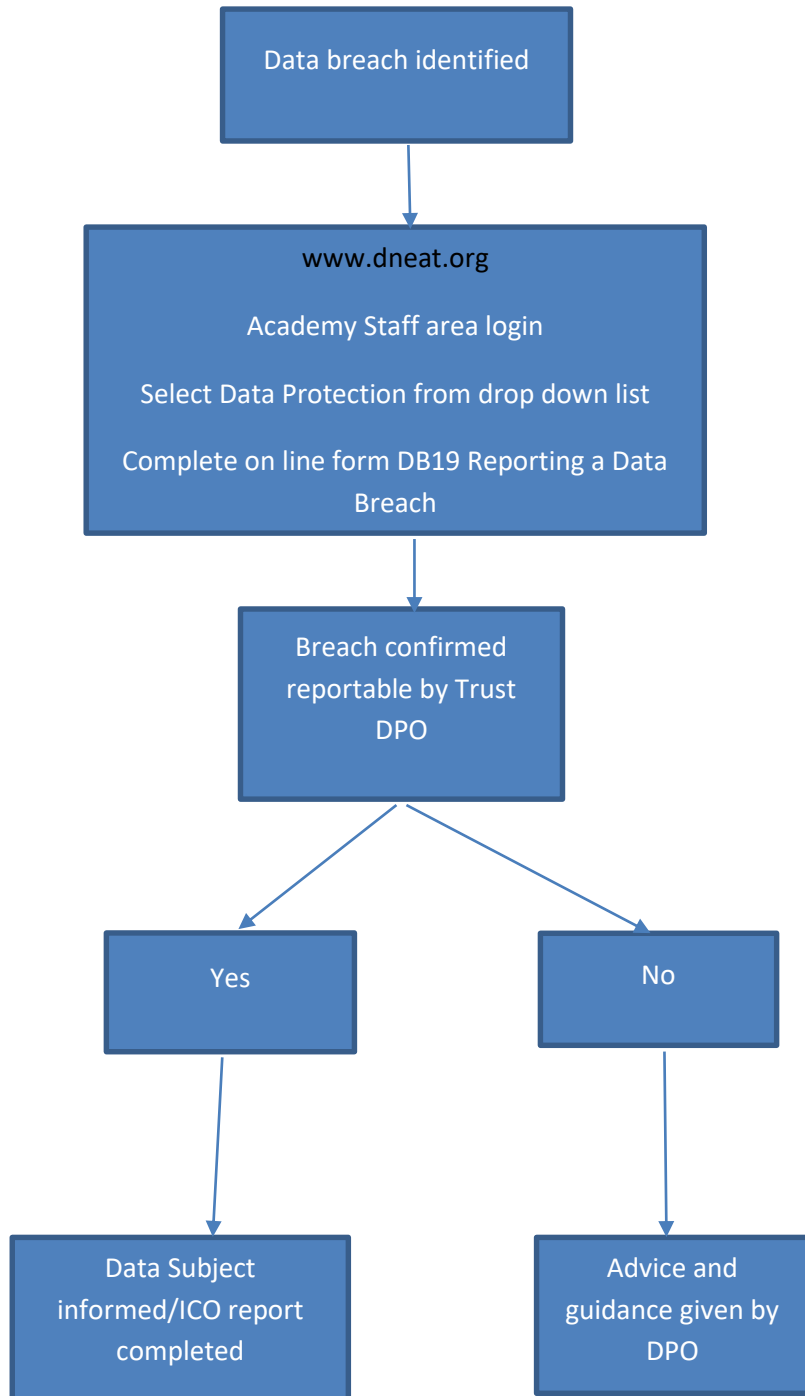 Data breach identified
www.dneat.org
Academy Staff area login
Select Data Protection from drop down list
Complete on line form DB19 Reporting a Data
Breach
Breach confirmed
reportable by Trust
DPO
Yes
No
Data Subject
informed/ICO report
completed
Advice and
guidance given by
DPO